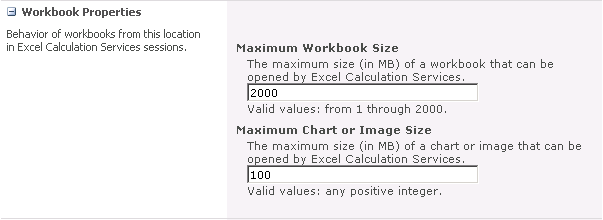 Workbook Properties
Behavior of workbooks from this location
in Excel Calculation Services sessions.
Maximum Workbook Size
The maximum size (in MB) of a workbook that can be
opened by Excel Calculation Services.
2000
Valid values: from 1 through 2000.
Maximum Chart or Image Size
The maximum size (in MB) of a chart or image that can be
opened by Excel Calculation Services.
100
Valid values: any positive integer.